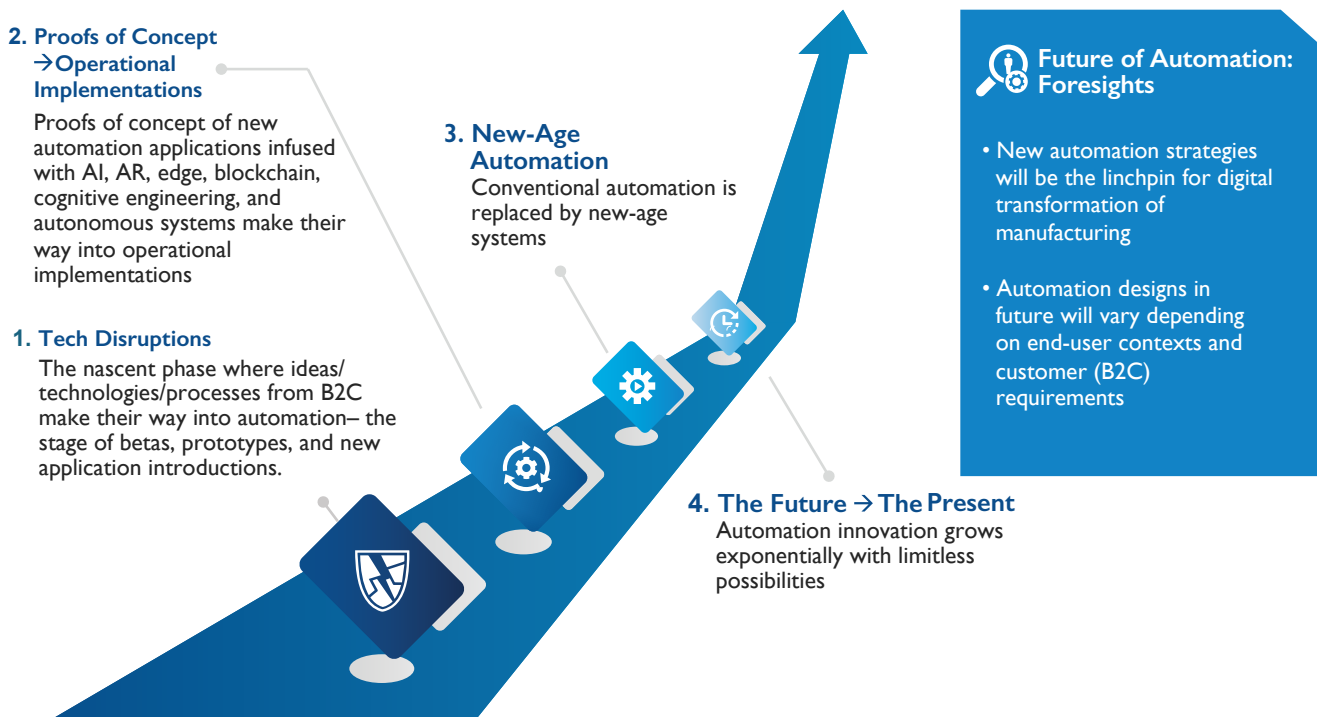 2. Proofs of Concept
→Operational
Implementations
Proofs of concept of new
automation applications infused
with AI, AR, edge, blockchain,
cognitive engineering, and
autonomous systems make their
way into operational
implementations
1. Tech Disruptions
The nascent phase where ideas/
technologies/processes from B2C
make their way into automation– the
stage of betas, prototypes, and new
application introductions.
3. New-Age
Automation
Conventional automation is
replaced by new-age
systems
4. The Future → The Present
Automation innovation grows
exponentially with limitless
possibilities
Future of Automation:
Foresights
• New automation strategies
will be the linchpin for digital
transformation of
manufacturing
• Automation designs in
future will vary depending
on end-user contexts and
customer (B2C)
requirements